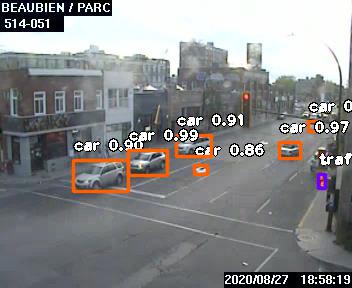 BEAUBIEN / PARC
514-051
car 0.90
car 0.99
car 0.91
car 0.86
car 0.97
car 0
traf
2020/08/27 18:58:19